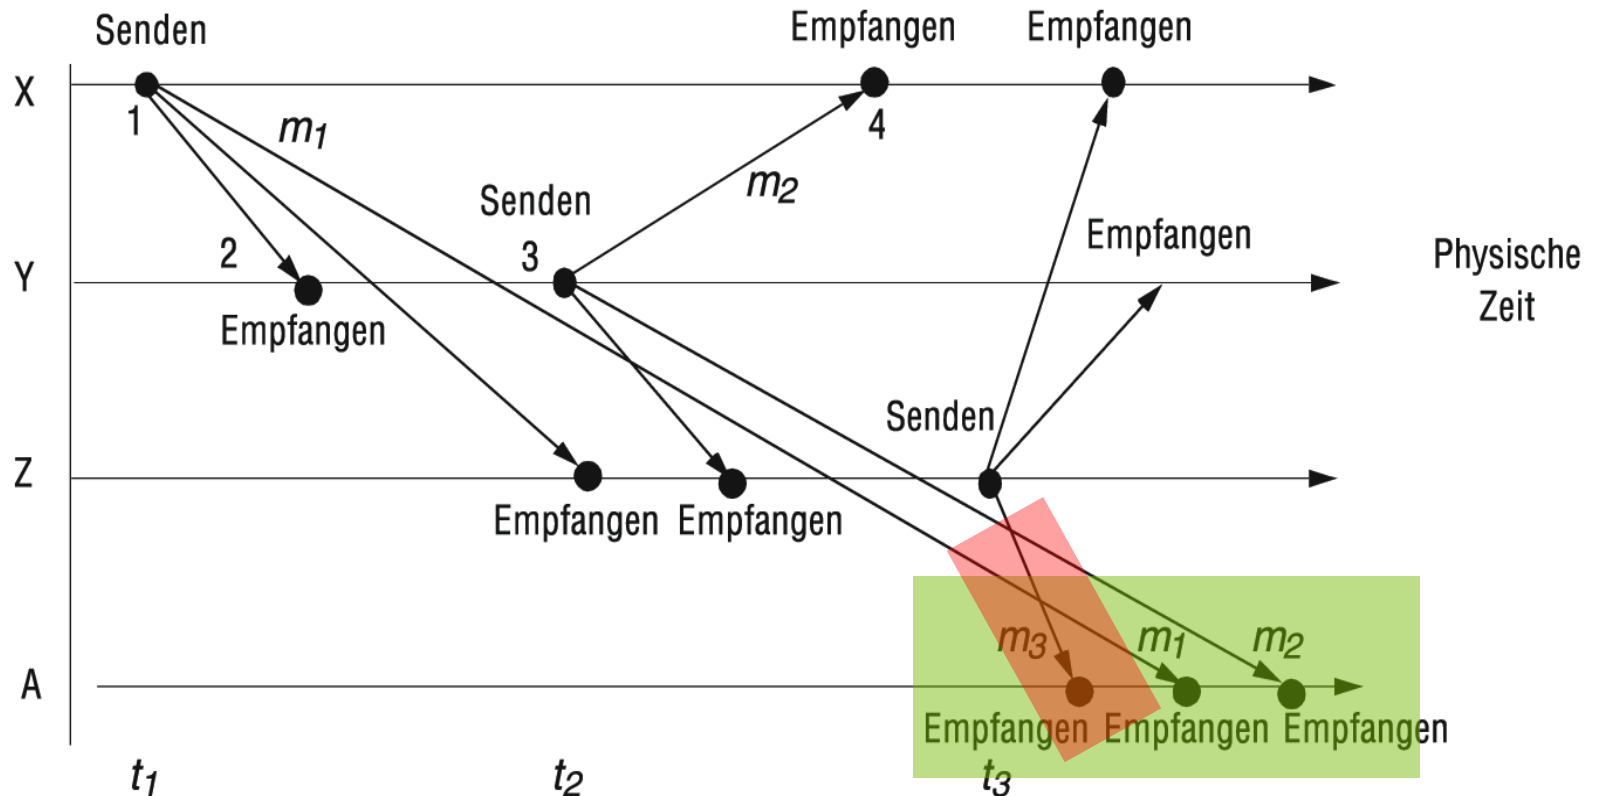 Senden
Empfangen
Empfangen
X
1
m1
4
m2
Senden
2
3
Empfangen
Physische
Zeit
Y
Empfangen
Senden
Z
Empfangen
Empfangen
m3
m1
m2
A
Empfangen
Empfangen
Empfangen
t1
t2
t3